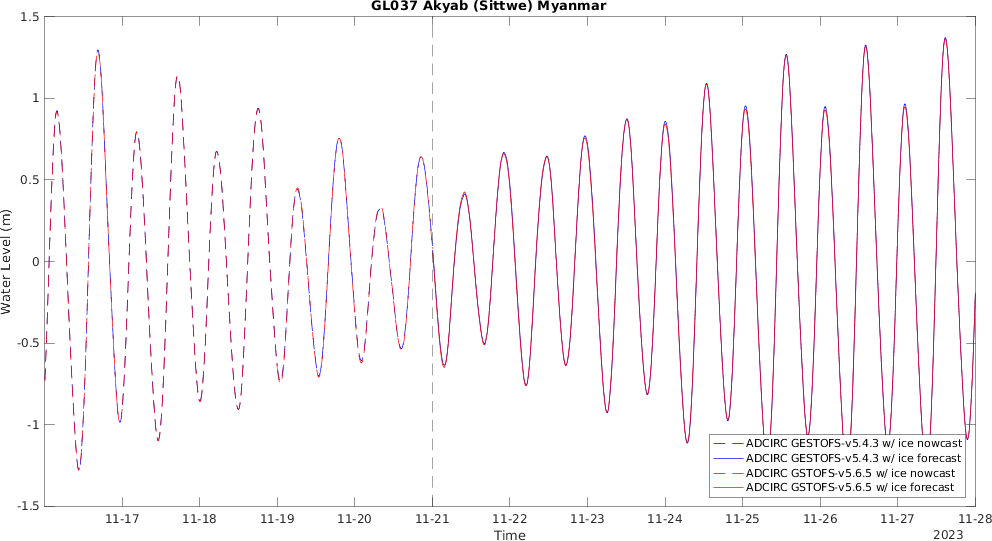 GL037 Akyab (Sittwe) Myanmar
Water Level (m)
1.5
1
0.5
0
-0.5
-1
-1.5
11-17
11-18
11-19
11-20
11-21
11-22
11-23
11-24
11-25
11-26
11-27
11-28
Time
2023
ADCIRC GESTOFS-v5.4.3 w/ ice nowcast
ADCIRC GESTOFS-v5.4.3 w/ ice forecast
ADCIRC GSTOFS-v5.6.5 w/ ice nowcast
ADCIRC GSTOFS-v5.6.5 w/ ice forecast